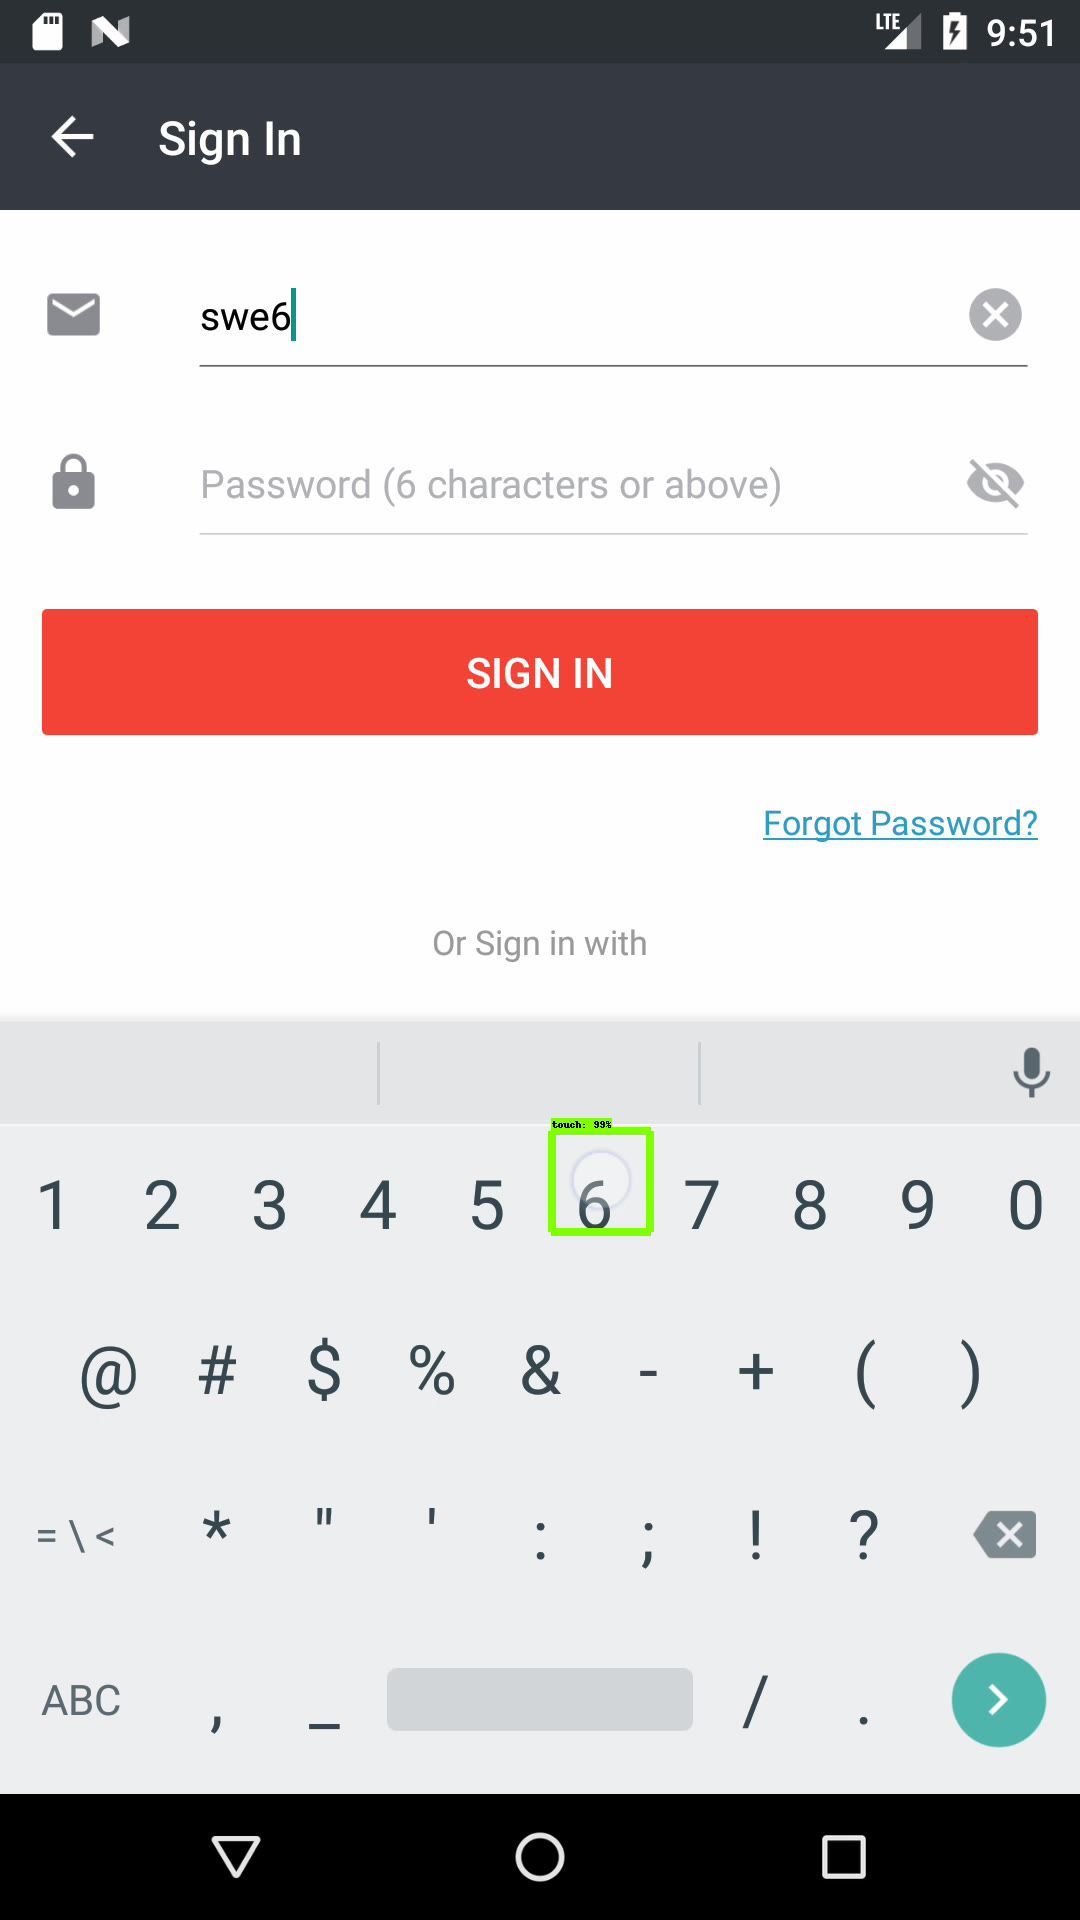 LTE 9:51
Sign In
swe6
Password (6 characters or above)
SIGN IN
Forgot Password?
Or Sign in with
touch: 99%
1 2 3 4 5 6 7 8 9 0
@ # $ % & - + ( )
= \ < * " ' : ; ! ?
ABC , _ / .